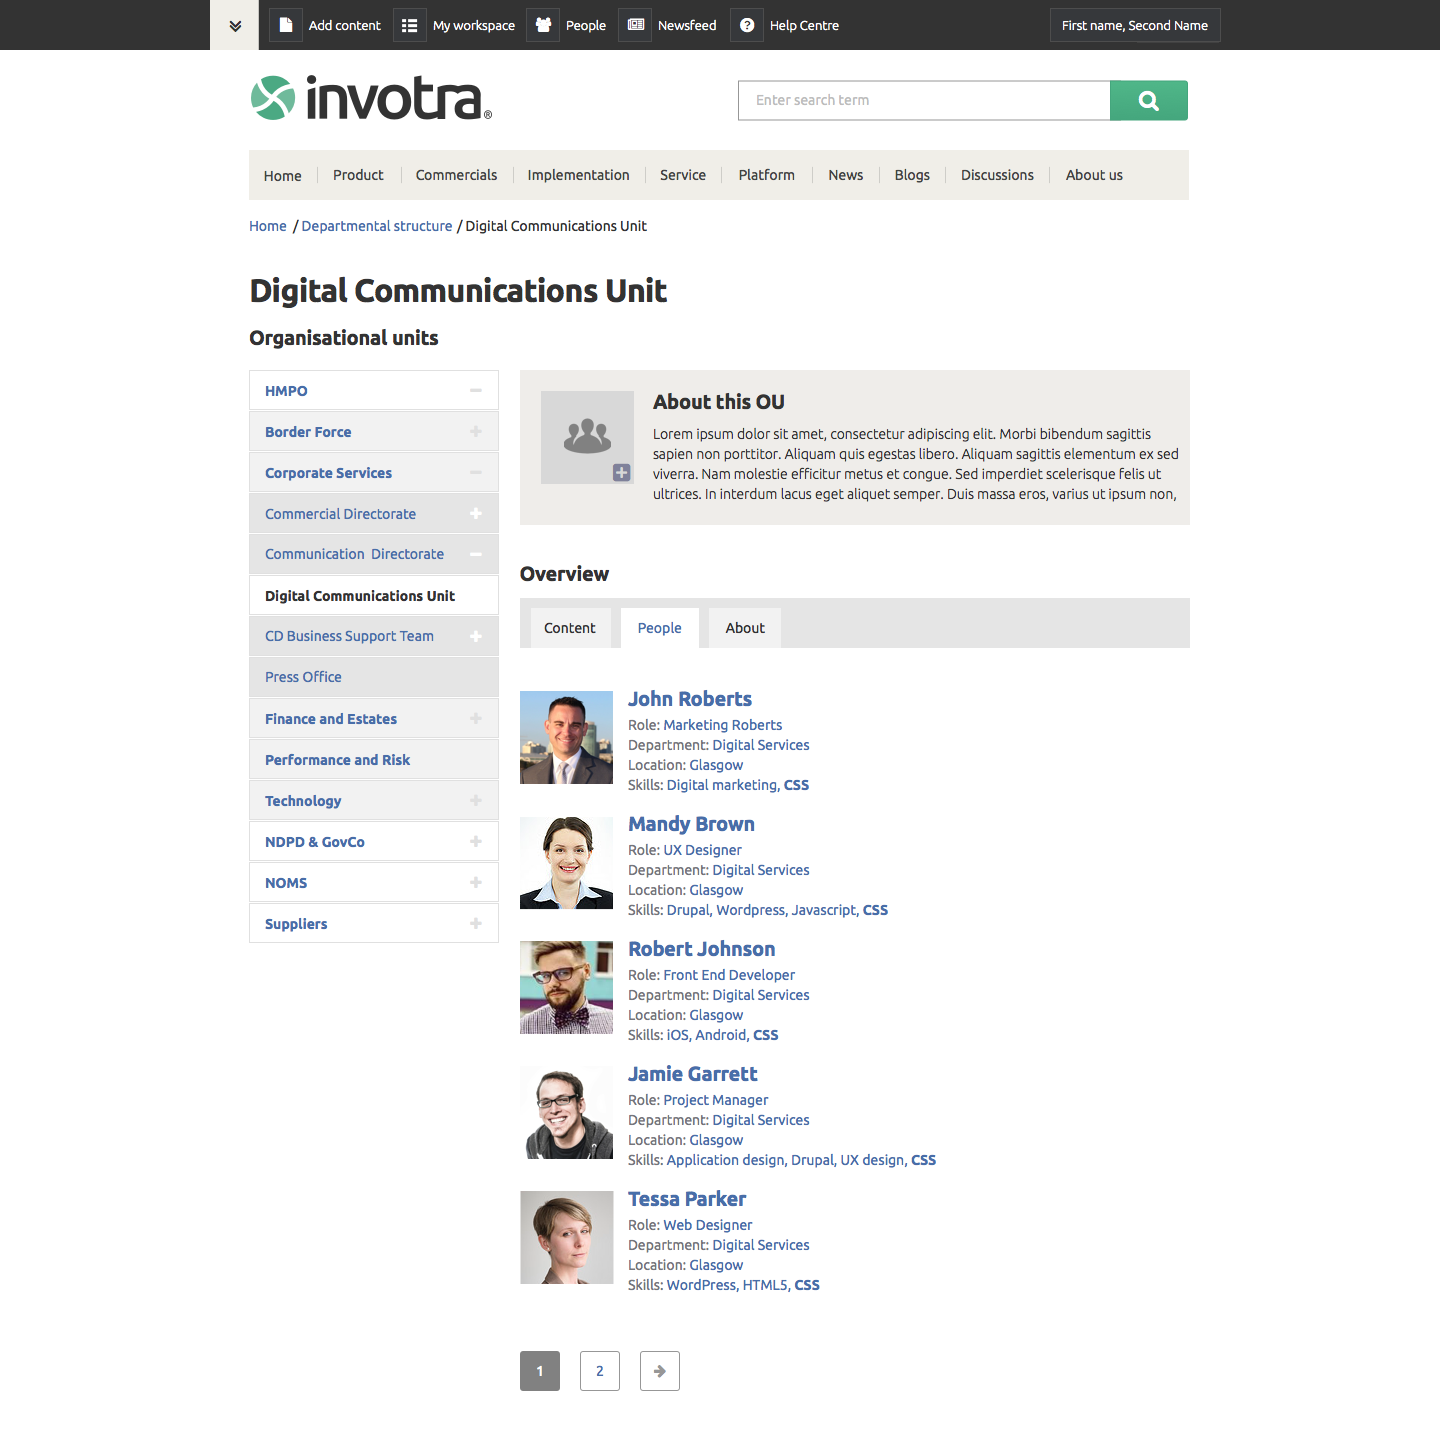 Add content My workspace People Newsfeed Help Centre First name, Second Name
invotra®
Enter search term
Home Product Commercials Implementation Service Platform News Blogs Discussions About us
Home / Departmental structure / Digital Communications Unit
Digital Communications Unit
Organisational units
HMPO
Border Force
Corporate Services
Commercial Directorate
Communication Directorate
Digital Communications Unit
CD Business Support Team
Press Office
Finance and Estates
Performance and Risk
Technology
NDPD & GovCo
NOMS
Suppliers
About this OU
Lorem ipsum dolor sit amet, consectetur adipiscing elit. Morbi bibendum sagittis
sapien non porttitor. Aliquam quis egestas libero. Aliquam sagittis elementum ex sed
viverra. Nam molestie efficitur metus et congue. Sed imperdiet scelerisque felis ut
ultrices. In interdum lacus eget aliquet semper. Duis massa eros, varius ut ipsum non,
Overview
Content People About
John Roberts
Role: Marketing Roberts
Department: Digital Services
Location: Glasgow
Skills: Digital marketing, CSS
Mandy Brown
Role: UX Designer
Department: Digital Services
Location: Glasgow
Skills: Drupal, Wordpress, Javascript, CSS
Robert Johnson
Role: Front End Developer
Department: Digital Services
Location: Glasgow
Skills: iOS, Android, CSS
Jamie Garrett
Role: Project Manager
Department: Digital Services
Location: Glasgow
Skills: Application design, Drupal, UX design, CSS
Tessa Parker
Role: Web Designer
Department: Digital Services
Location: Glasgow
Skills: WordPress, HTML5, CSS
1 2